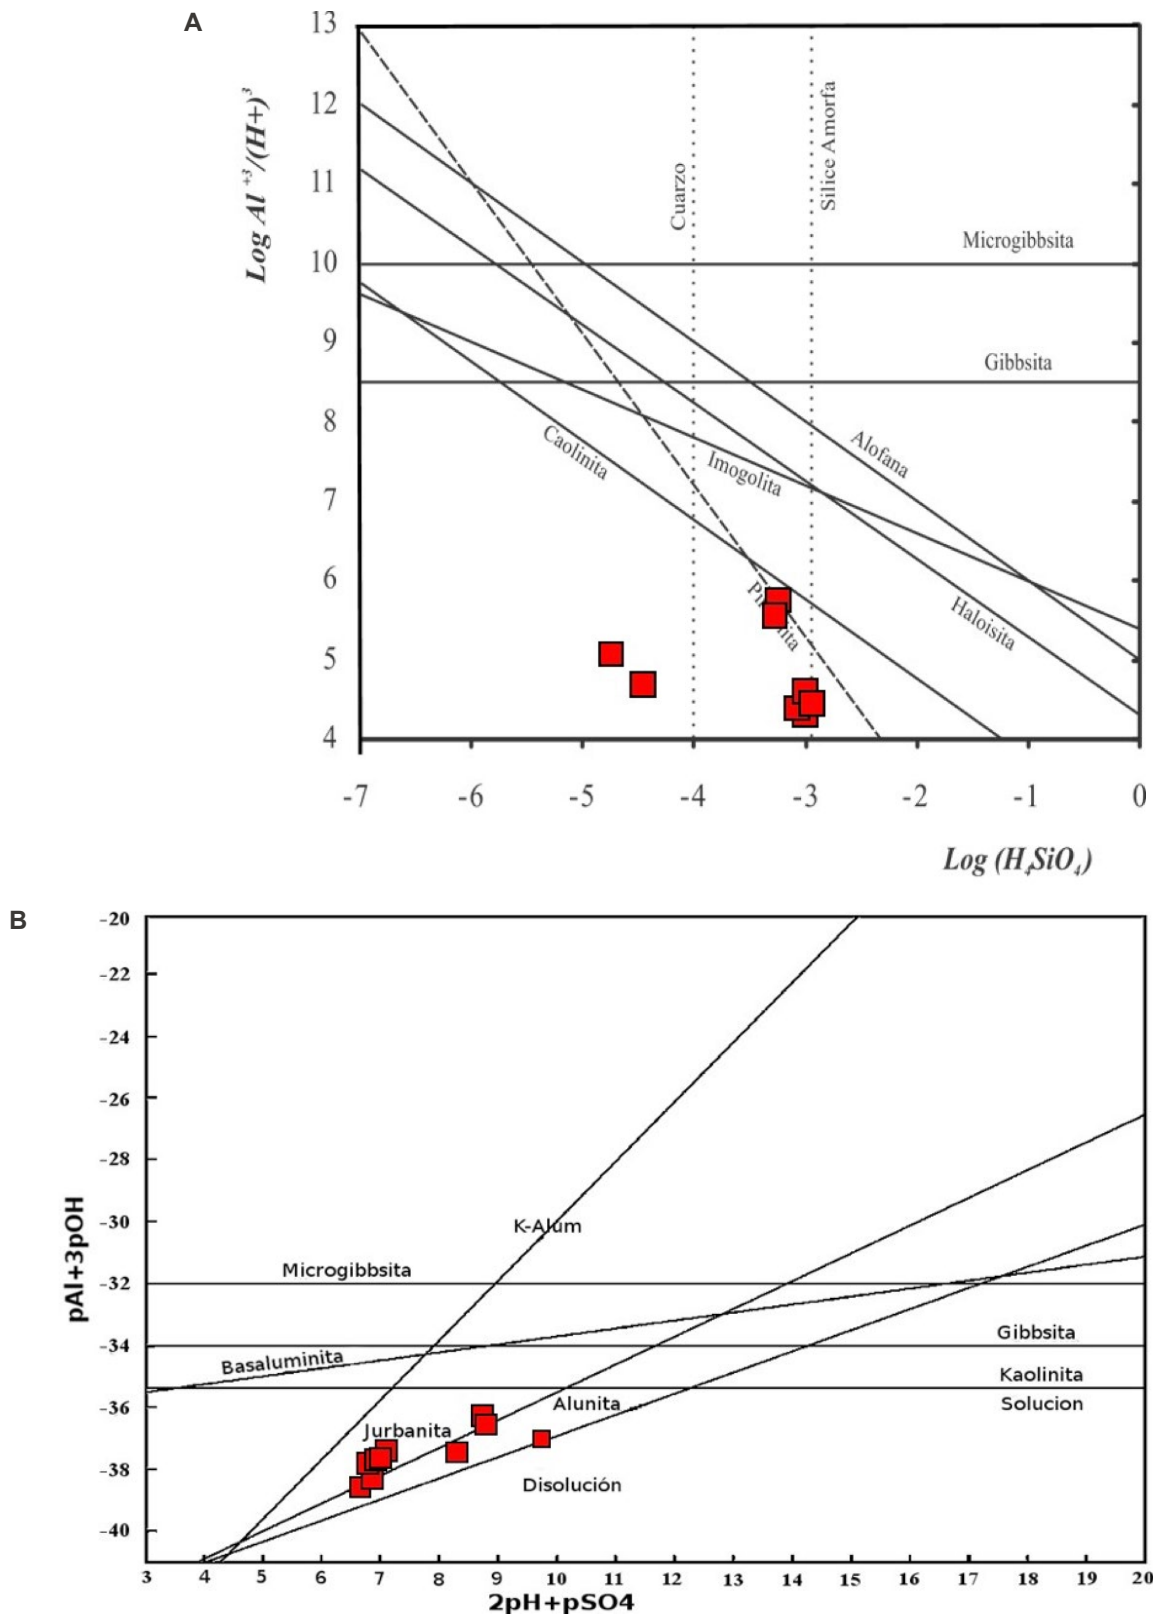 A
Log Al⁺³/(H+)³
13
12
11
10
9
8
7
6
5
4
Cuarzo
Silice Amorfa
Microgibbsita
Gibbsita
Caolinita
Imogolita
Alofana
Haloisita
-7 -6 -5 -4 -3 -2 -1 0
Log (H₄SiO₄)
B
pAl+3pOH
-20
-22
-24
-26
-28
-30
-32
-34
-36
-38
-40
K-Alum
Microgibbsita
Gibbsita
Basaluminita
Kaolinita
Alunita
Solucion
Jurbanita
Disolución
3 4 5 6 7 8 9 10 11 12 13 14 15 16 17 18 19 20
2pH+pSO4